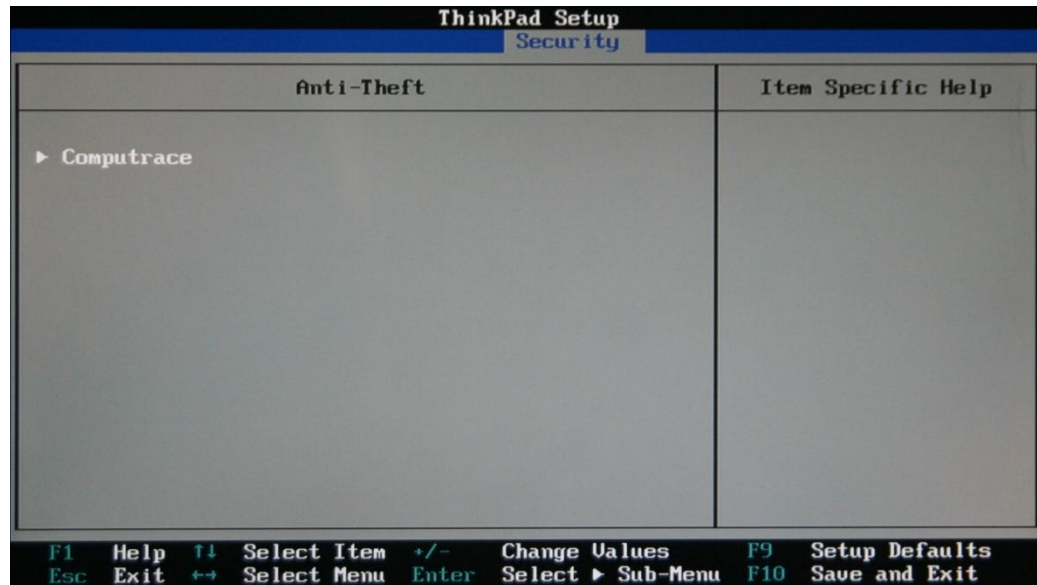 ThinkPad Setup
Security
Anti-Theft
Item Specific Help
▶ Computrace
F1 Help ↑↓ Select Item +/- Change Values F9 Setup Defaults
Esc Exit ↔ Select Menu Enter Select ▶ Sub-Menu F10 Save and Exit